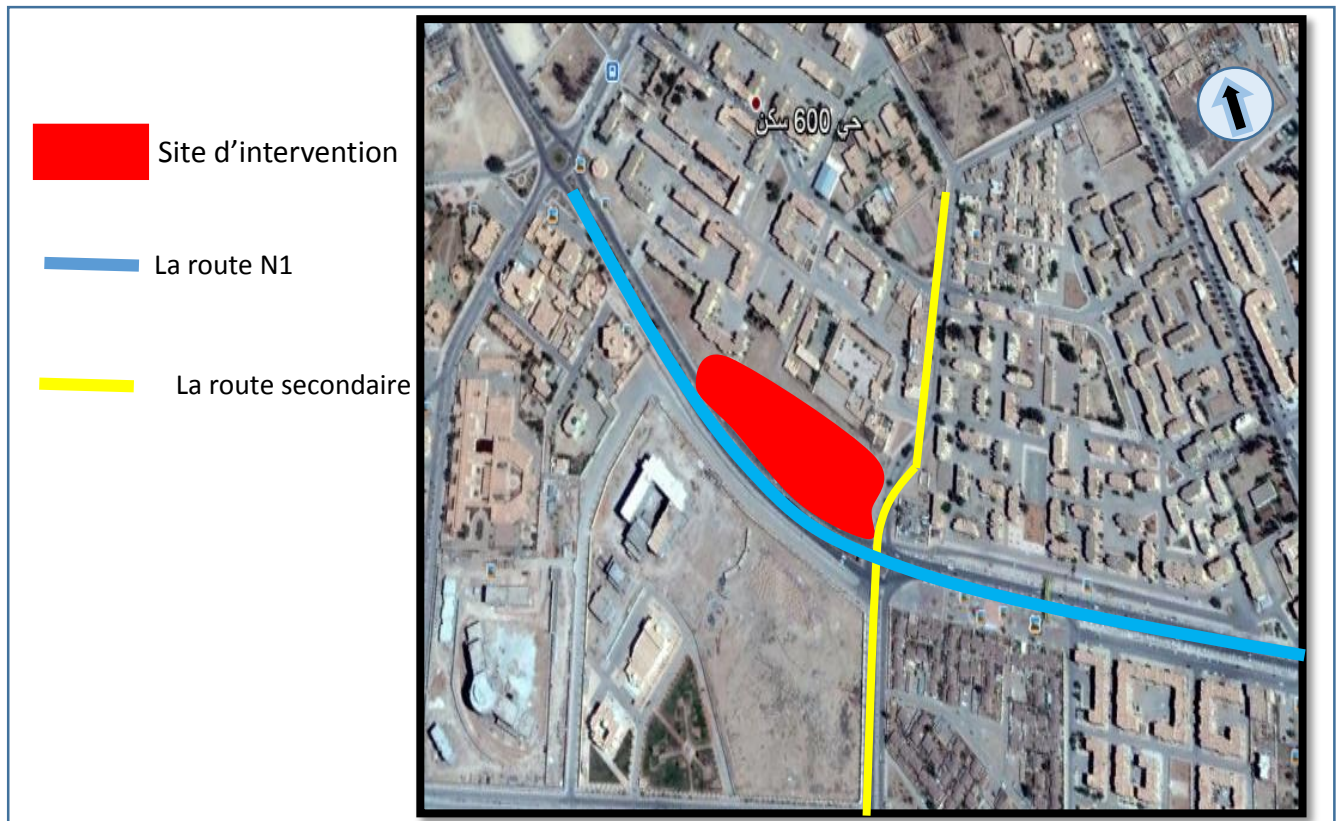 Site d’intervention
La route N1
La route secondaire
حي 600 سكن